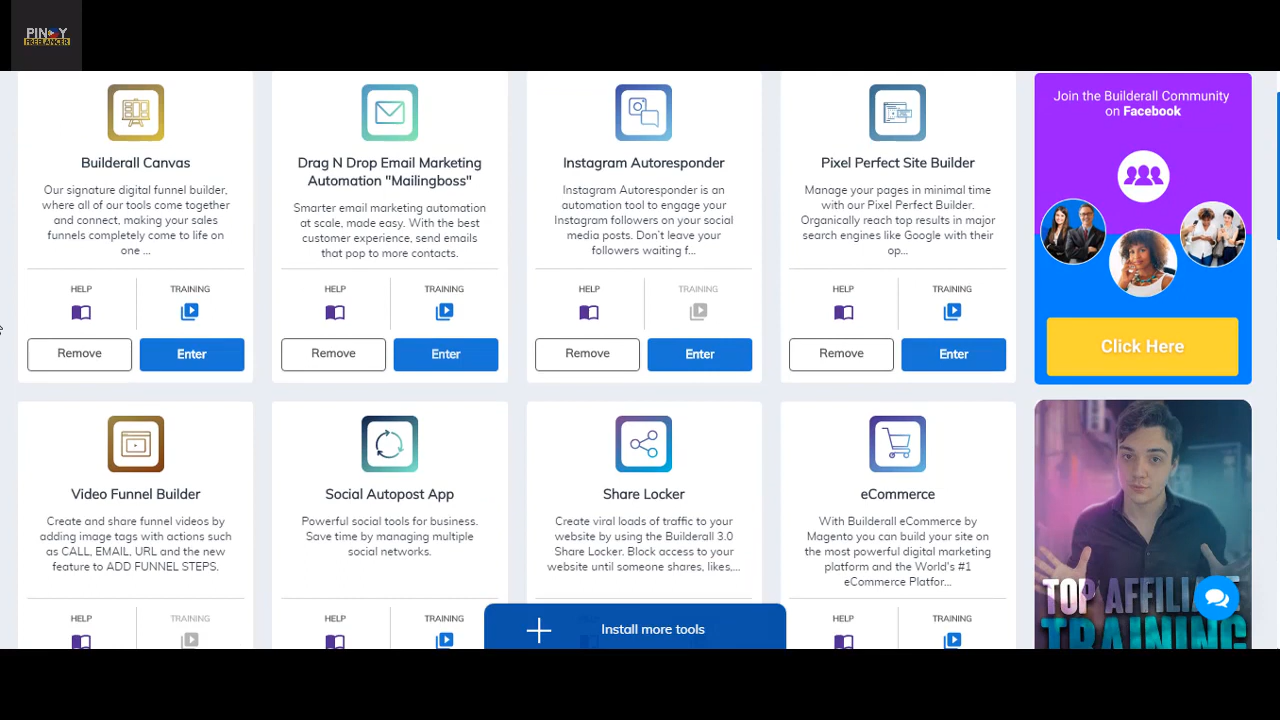 PINOY
FREELANCER
Builderall Canvas
Our signature digital funnel builder,
where all of our tools come together
and connect, making your sales
funnels completely come to life on
one ...
HELP
TRAINING
Remove
Enter
Drag N Drop Email Marketing
Automation "Mailingboss"
Smarter email marketing automation
at scale, made easy. With the best
customer experience, send emails
that pop to more contacts.
HELP
TRAINING
Remove
Enter
Instagram Autoresponder
Instagram Autoresponder is an
automation tool to engage your
Instagram followers on your social
media posts. Don't leave your
followers waiting f...
HELP
TRAINING
Remove
Enter
Pixel Perfect Site Builder
Manage your pages in minimal time
with our Pixel Perfect Builder.
Organically reach top results in major
search engines like Google with their
op...
HELP
TRAINING
Remove
Enter
Join the Builderall Community
on Facebook
Click Here
Video Funnel Builder
Create and share funnel videos by
adding image tags with actions such
as CALL, EMAIL, URL and the new
feature to ADD FUNNEL STEPS.
HELP
TRAINING
Social Autopost App
Powerful social tools for business.
Save time by managing multiple
social networks.
HELP
TRAINING
Share Locker
Create viral loads of traffic to your
website by using the Builderall 3.0
Share Locker. Block access to your
website until someone shares, likes,...
eCommerce
With Builderall eCommerce by
Magento you can build your site on
the most powerful digital marketing
platform and the World's #1
eCommerce Platfor...
HELP
TRAINING
TOP AFFILIATE
TRAINING
Install more tools